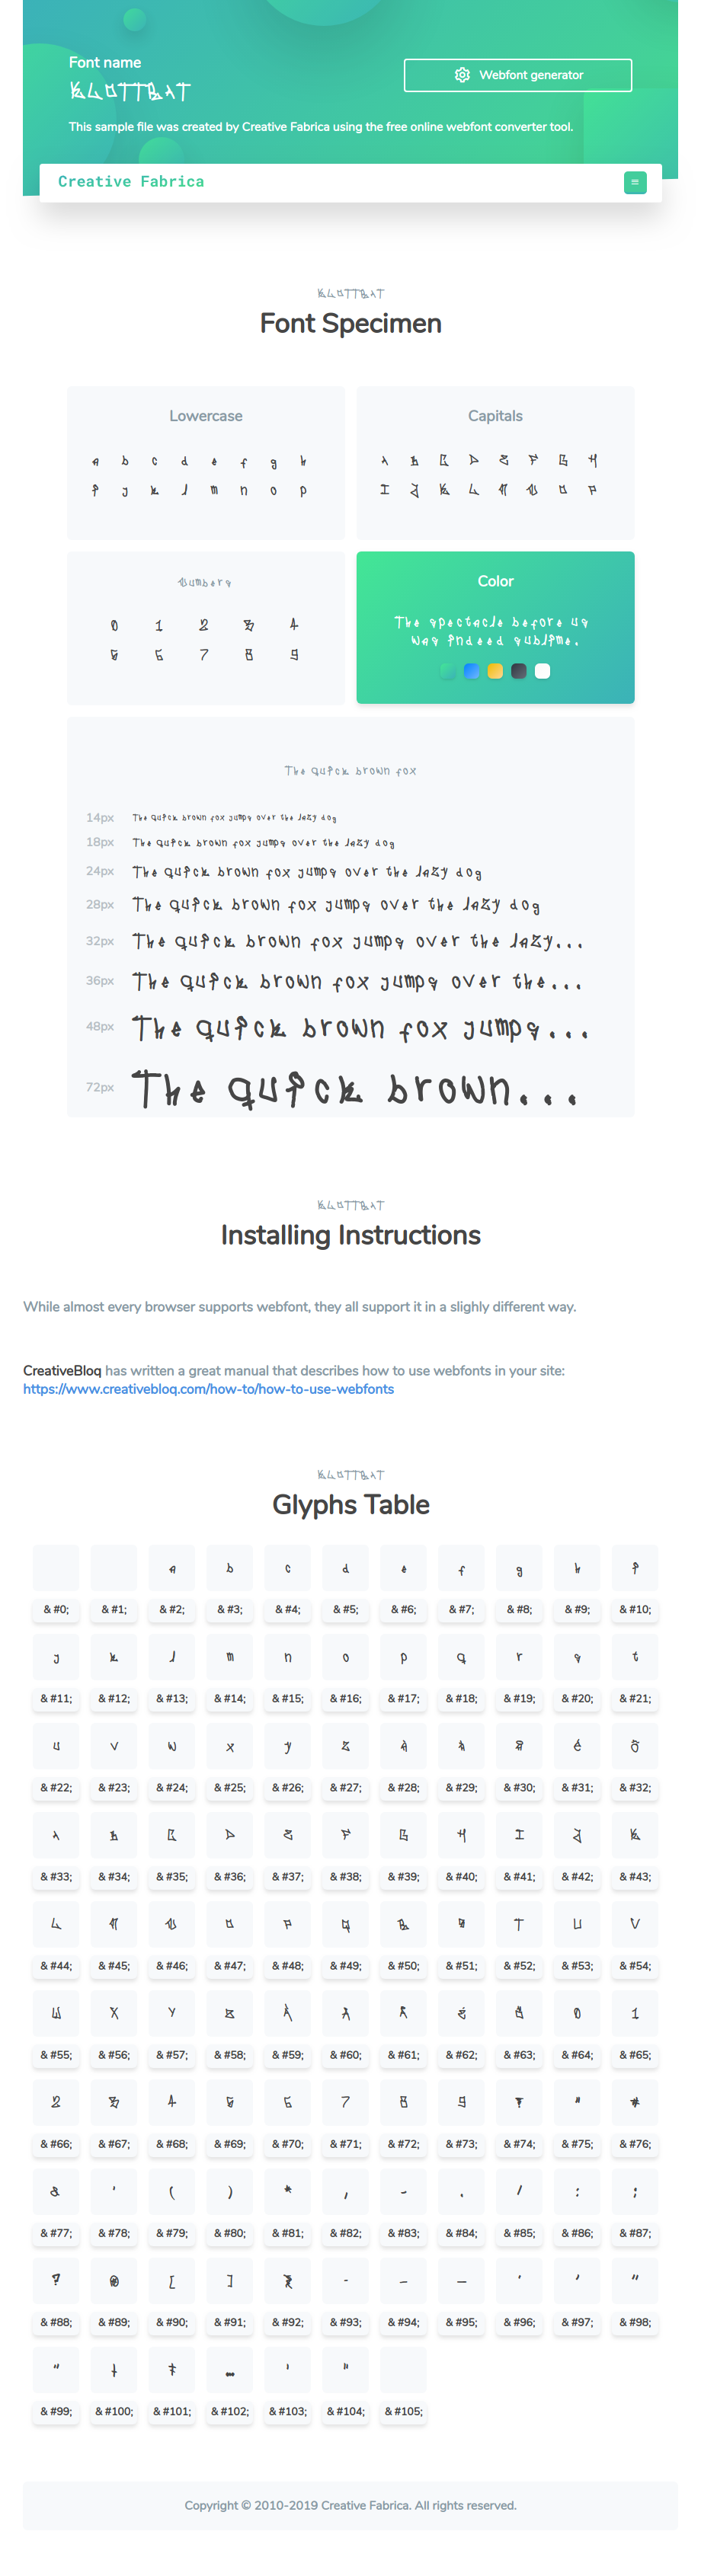 Font name
KLOTTRAT
Webfont generator
This sample file was created by Creative Fabrica using the free online webfont converter tool.
Creative Fabrica
KLOTTRAT
Font Specimen
Lowercase
a b c d e f g h
i j k l m n o p
Capitals
A B C D E F G H
I J K L M N O P
Numbers
0 1 2 3 4
5 6 7 8 9
Color
The spectacle before us
was indeed sublime.
The quick brown fox
14px The quick brown fox jumps over the lazy dog
18px The quick brown fox jumps over the lazy dog
24px The quick brown fox jumps over the lazy dog
28px The quick brown fox jumps over the lazy dog
32px The quick brown fox jumps over the lazy...
36px The quick brown fox jumps over the...
48px The quick brown fox jumps...
72px The quick brown...
KLOTTRAT
Installing Instructions
While almost every browser supports webfont, they all support it in a slighly different way.
CreativeBloq has written a great manual that describes how to use webfonts in your site:
https://www.creativebloq.com/how-to/how-to-use-webfonts
KLOTTRAT
Glyphs Table
a b c d e f g h i
& #0; & #1; & #2; & #3; & #4; & #5; & #6; & #7; & #8; & #9; & #10;
j k l m n o p q r s t
& #11; & #12; & #13; & #14; & #15; & #16; & #17; & #18; & #19; & #20; & #21;
u v w x y z à é ö
& #22; & #23; & #24; & #25; & #26; & #27; & #28; & #29; & #30; & #31; & #32;
A B C D E F G H I J K
& #33; & #34; & #35; & #36; & #37; & #38; & #39; & #40; & #41; & #42; & #43;
L M N O P Q R S T U V
& #44; & #45; & #46; & #47; & #48; & #49; & #50; & #51; & #52; & #53; & #54;
W X Y Z À Ä Å É Ö 0 1
& #55; & #56; & #57; & #58; & #59; & #60; & #61; & #62; & #63; & #64; & #65;
2 3 4 5 6 7 8 9 ! " #
& #66; & #67; & #68; & #69; & #70; & #71; & #72; & #73; & #74; & #75; & #76;
& ' ( ) * , - . / : ;
& #77; & #78; & #79; & #80; & #81; & #82; & #83; & #84; & #85; & #86; & #87;
? @ [ ] - – — ‘ ’ “
& #88; & #89; & #90; & #91; & #92; & #93; & #94; & #95; & #96; & #97; & #98;
” † ‡ … ' "
& #99; & #100; & #101; & #102; & #103; & #104; & #105;
Copyright © 2010-2019 Creative Fabrica. All rights reserved.